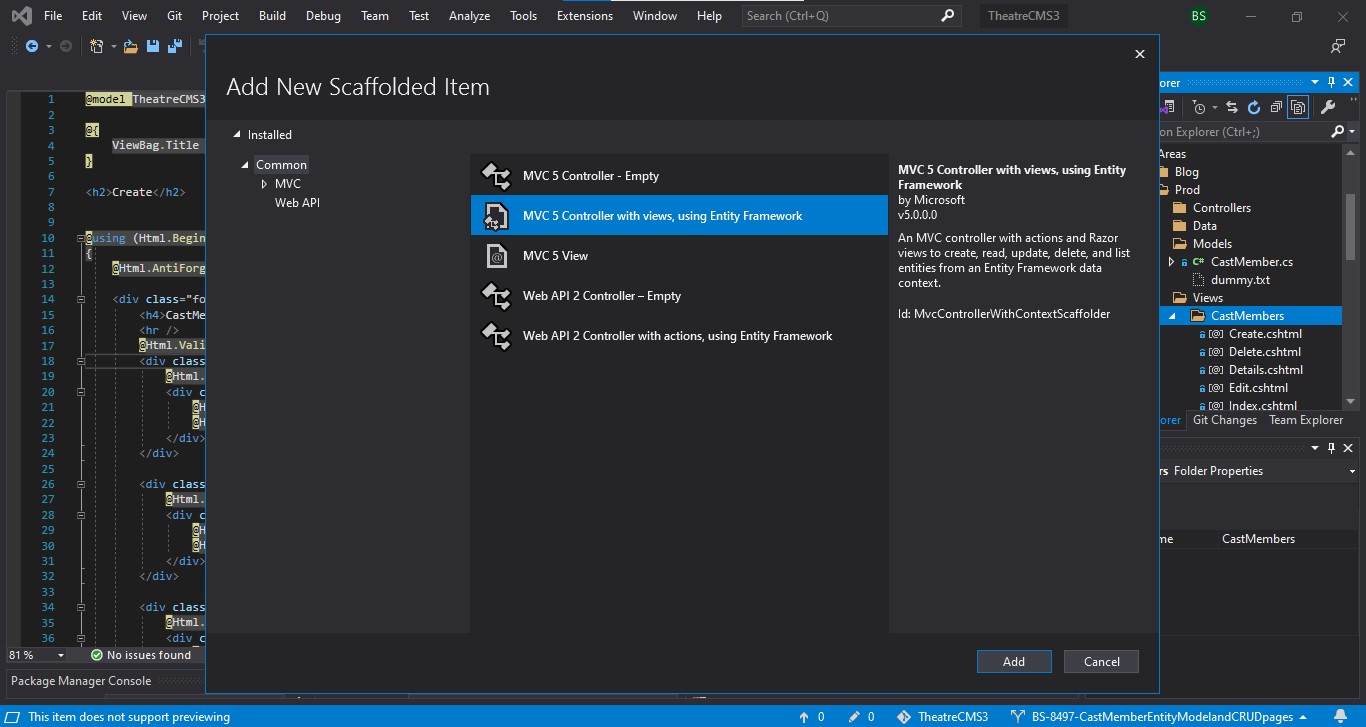 File Edit View Git Project Build Debug Team Test Analyze Tools Extensions Window Help Search (Ctrl+Q) TheatreCMS3 BS
Add New Scaffolded Item
Installed
Common
MVC
Web API
MVC 5 Controller - Empty
MVC 5 Controller with views, using Entity Framework
MVC 5 View
Web API 2 Controller – Empty
Web API 2 Controller with actions, using Entity Framework
MVC 5 Controller with views, using Entity
Framework
by Microsoft
v5.0.0.0
An MVC controller with actions and Razor
views to create, read, update, delete, and list
entities from an Entity Framework data
context.
Id: MvcControllerWithContextScaffolder
Add Cancel
1 @model TheatreCMS3
2
3 @{
4 ViewBag.Title
5 }
6
7 <h2>Create</h2>
8
9
10 @using (Html.Begin
11 {
12 @Html.AntiForg
13
14 <div class="fo
15 <h4>CastMe
16 <hr />
17 @Html.Vali
18 <div class
19 @Html.
20 <div c
21 @H
22 @H
23 </div>
24 </div>
25
26 <div class
27 @Html.
28 <div c
29 @H
30 @H
31 </div>
32 </div>
33
34 <div class
35 @Html.
36 <div c
81 % No issues found
Package Manager Console
orer
on Explorer (Ctrl+;)
Areas
Blog
Prod
Controllers
Data
Models
C# CastMember.cs
dummy.txt
Views
CastMembers
[@] Create.cshtml
[@] Delete.cshtml
[@] Details.cshtml
[@] Edit.cshtml
[@] Index.cshtml
orer Git Changes Team Explorer
rs Folder Properties
me CastMembers
This item does not support previewing 0 0 TheatreCMS3 BS-8497-CastMemberEntityModelandCRUDpages